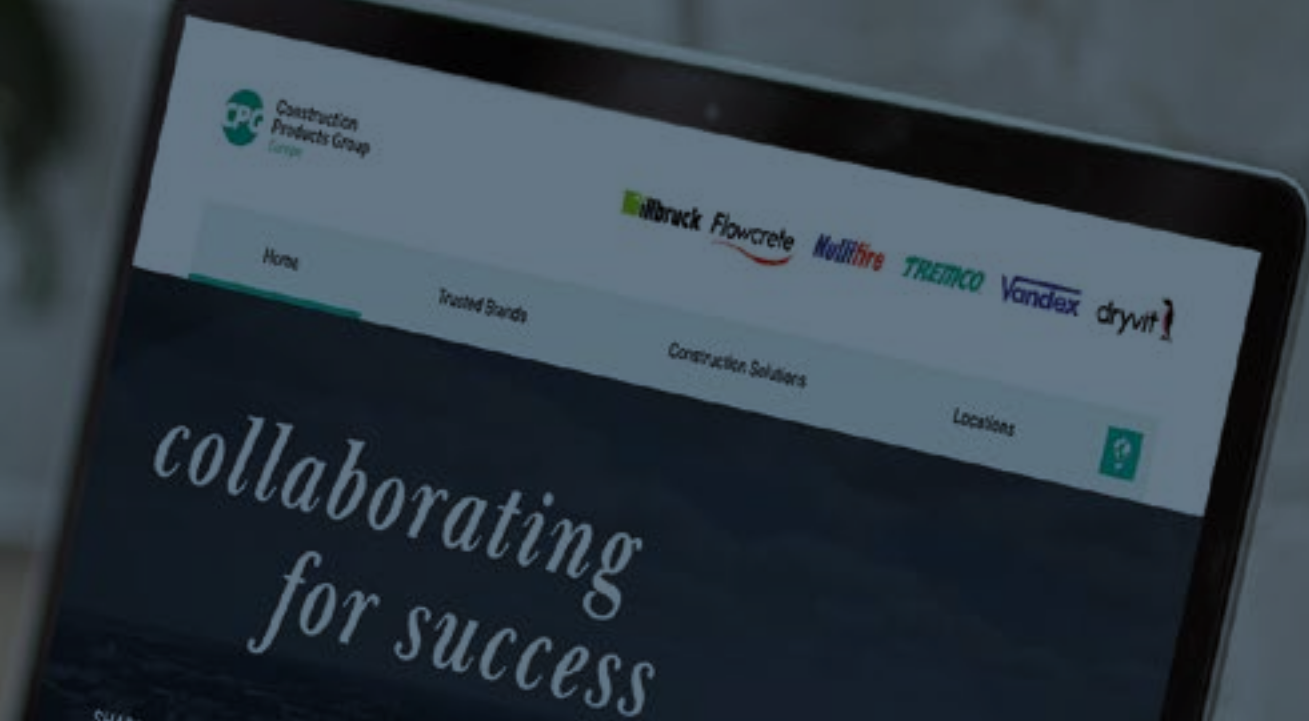 CPG
Construction
Products Group
Europe
illbruck Flowcrete Nullifire TREMCO Vandex dryvit
Home Trusted Brands Construction Solutions Locations
collaborating
for success